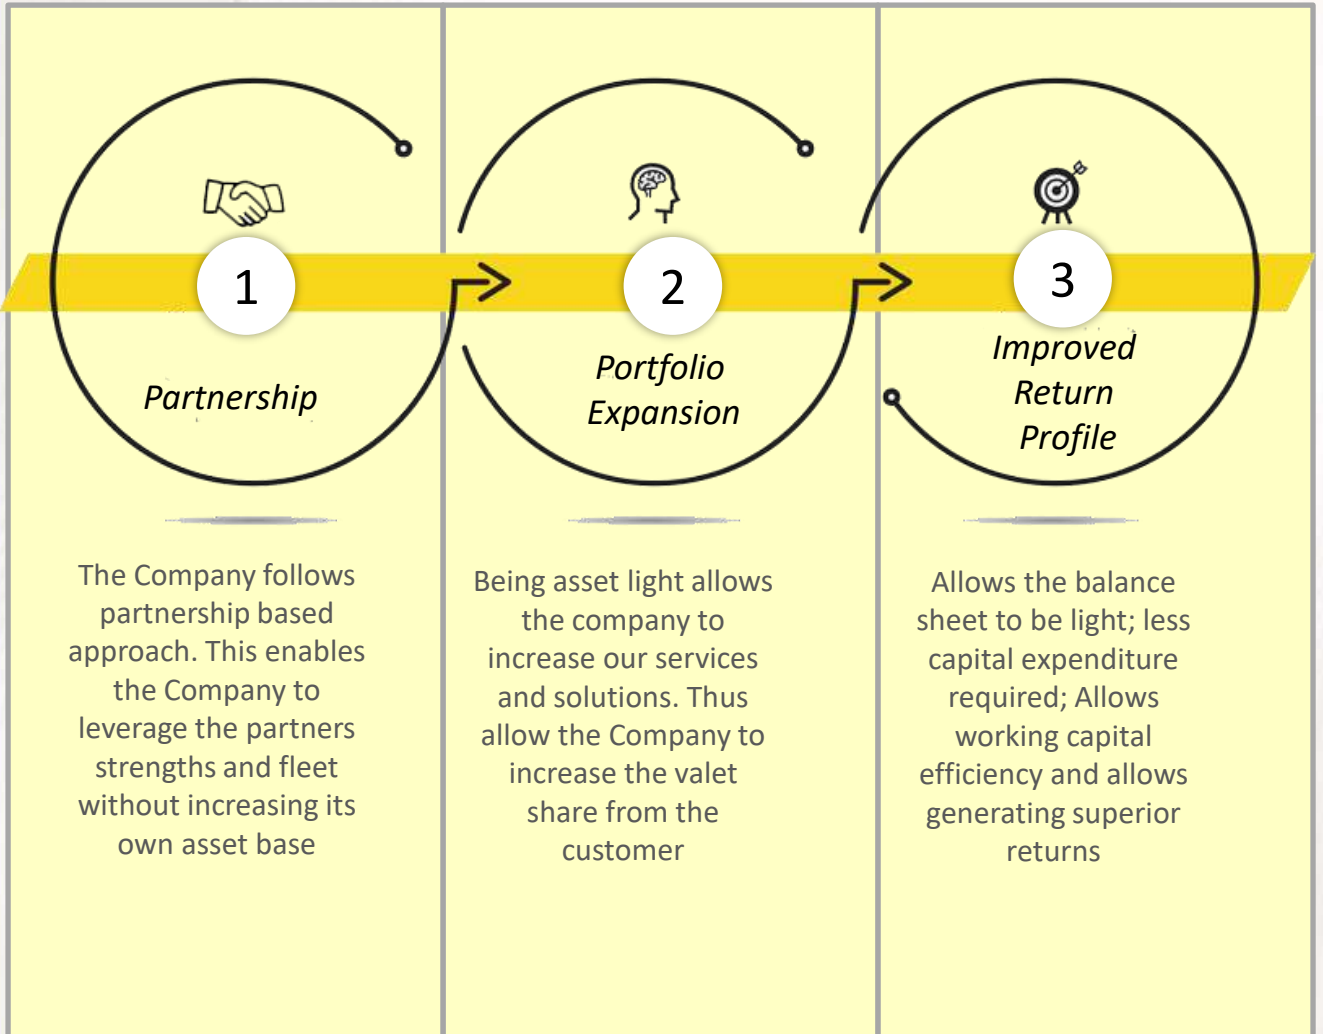 1
Partnership
The Company follows
partnership based
approach. This enables
the Company to
leverage the partners
strengths and fleet
without increasing its
own asset base
2
Portfolio
Expansion
Being asset light allows
the company to
increase our services
and solutions. Thus
allow the Company to
increase the valet
share from the
customer
3
Improved
Return
Profile
Allows the balance
sheet to be light; less
capital expenditure
required; Allows
working capital
efficiency and allows
generating superior
returns